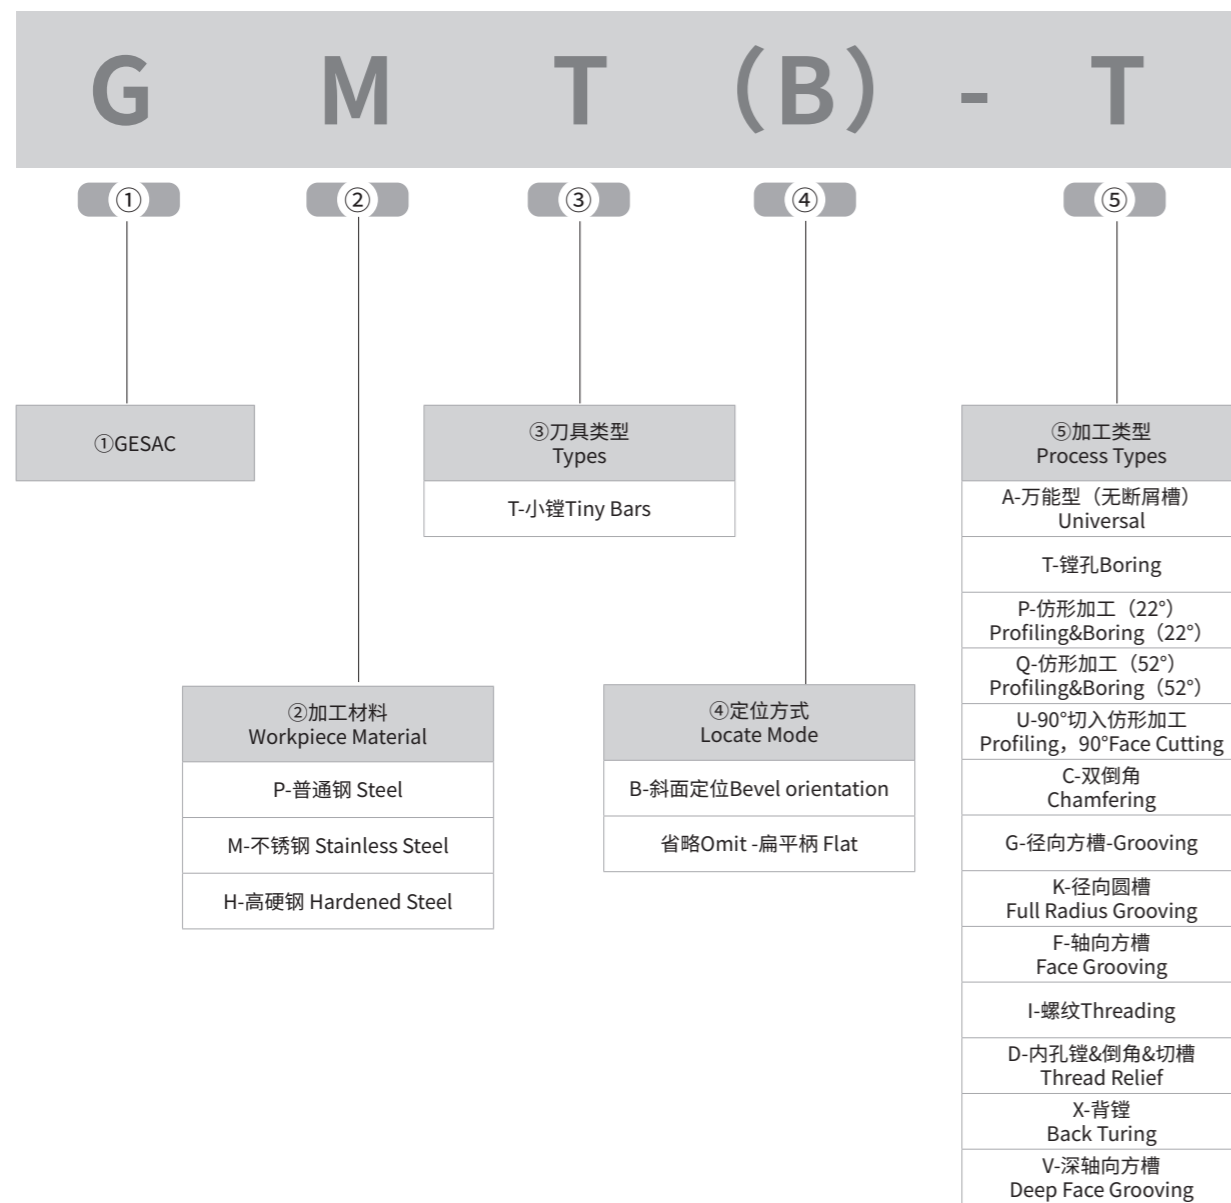 G M T （B） - T
① ② ③ ④ ⑤
①GESAC
③刀具类型
Types
T-小镗Tiny Bars
②加工材料
Workpiece Material
P-普通钢 Steel
M-不锈钢 Stainless Steel
H-高硬钢 Hardened Steel
④定位方式
Locate Mode
B-斜面定位Bevel orientation
省略Omit -扁平柄 Flat
⑤加工类型
Process Types
A-万能型（无断屑槽）
Universal
T-镗孔Boring
P-仿形加工（22°）
Profiling&Boring（22°）
Q-仿形加工（52°）
Profiling&Boring（52°）
U-90°切入仿形加工
Profiling，90°Face Cutting
C-双倒角
Chamfering
G-径向方槽-Grooving
K-径向圆槽
Full Radius Grooving
F-轴向方槽
Face Grooving
I-螺纹Threading
D-内孔镗&倒角&切槽
Thread Relief
X-背镗
Back Turing
V-深轴向方槽
Deep Face Grooving